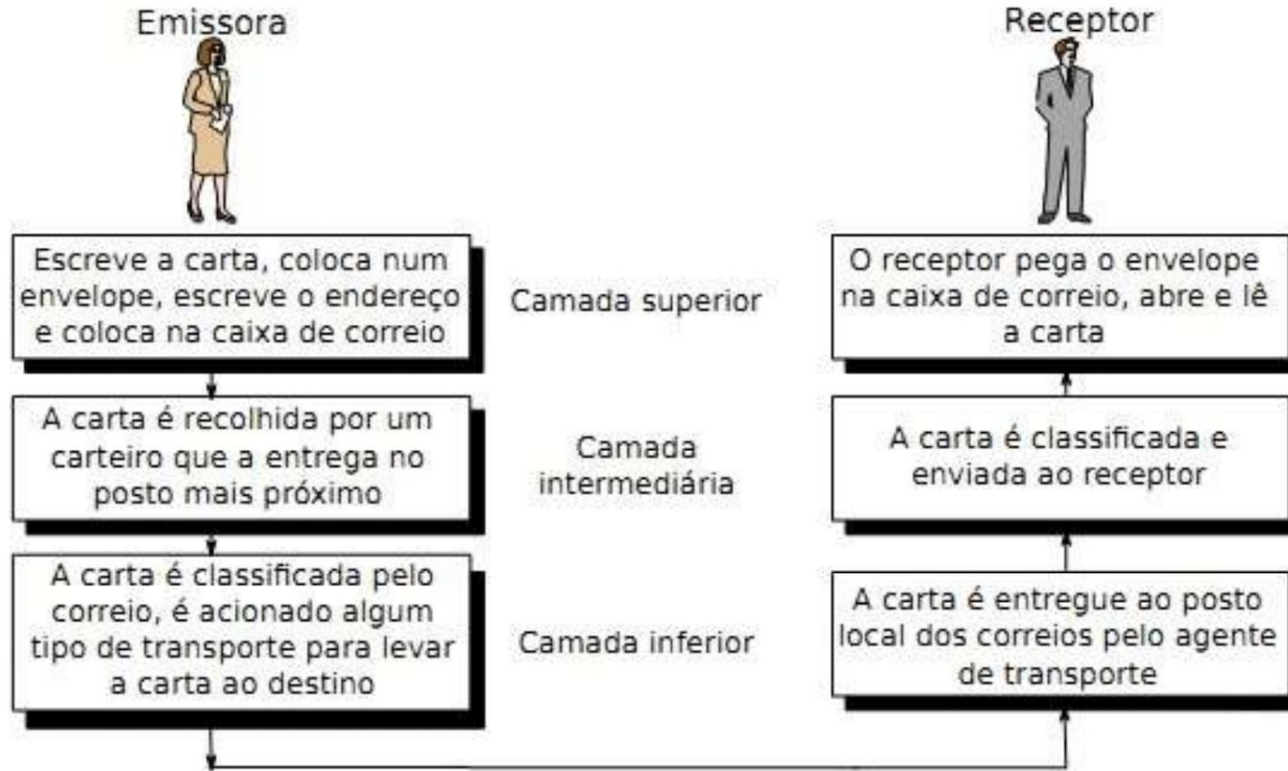 Emissora
Receptor
Escreve a carta, coloca num
envelope, escreve o endereço
e coloca na caixa de correio
Camada superior
O receptor pega o envelope
na caixa de correio, abre e lê
a carta
A carta é recolhida por um
carteiro que a entrega no
posto mais próximo
Camada
intermediária
A carta é classificada e
enviada ao receptor
A carta é classificada pelo
correio, é acionado algum
tipo de transporte para levar
a carta ao destino
Camada inferior
A carta é entregue ao posto
local dos correios pelo agente
de transporte